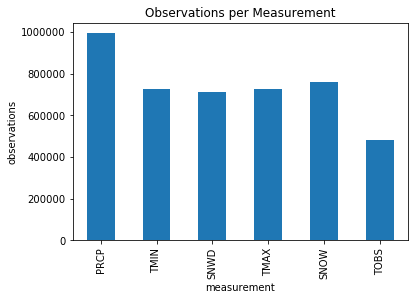 Observations per Measurement
1000000
800000
600000
400000
200000
0
observations
PRCP
TMIN
SNWD
TMAX
SNOW
TOBS
measurement